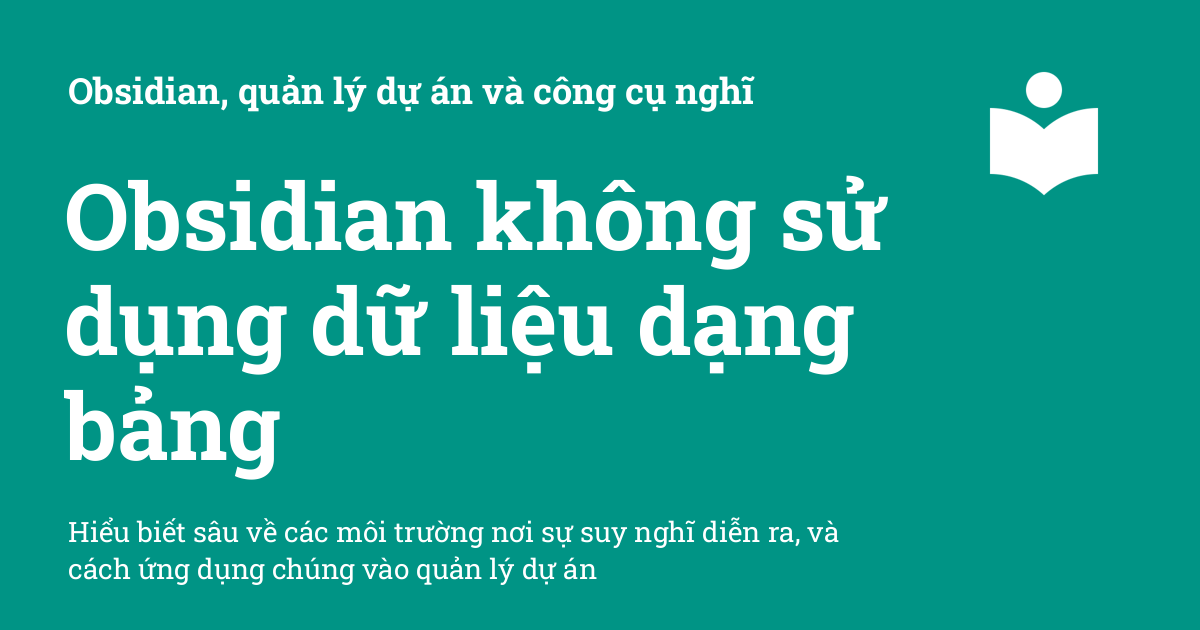 Obsidian, quản lý dự án và công cụ nghĩ
Obsidian không sử
dụng dữ liệu dạng
bảng
Hiểu biết sâu về các môi trường nơi sự suy nghĩ diễn ra, và
cách ứng dụng chúng vào quản lý dự án